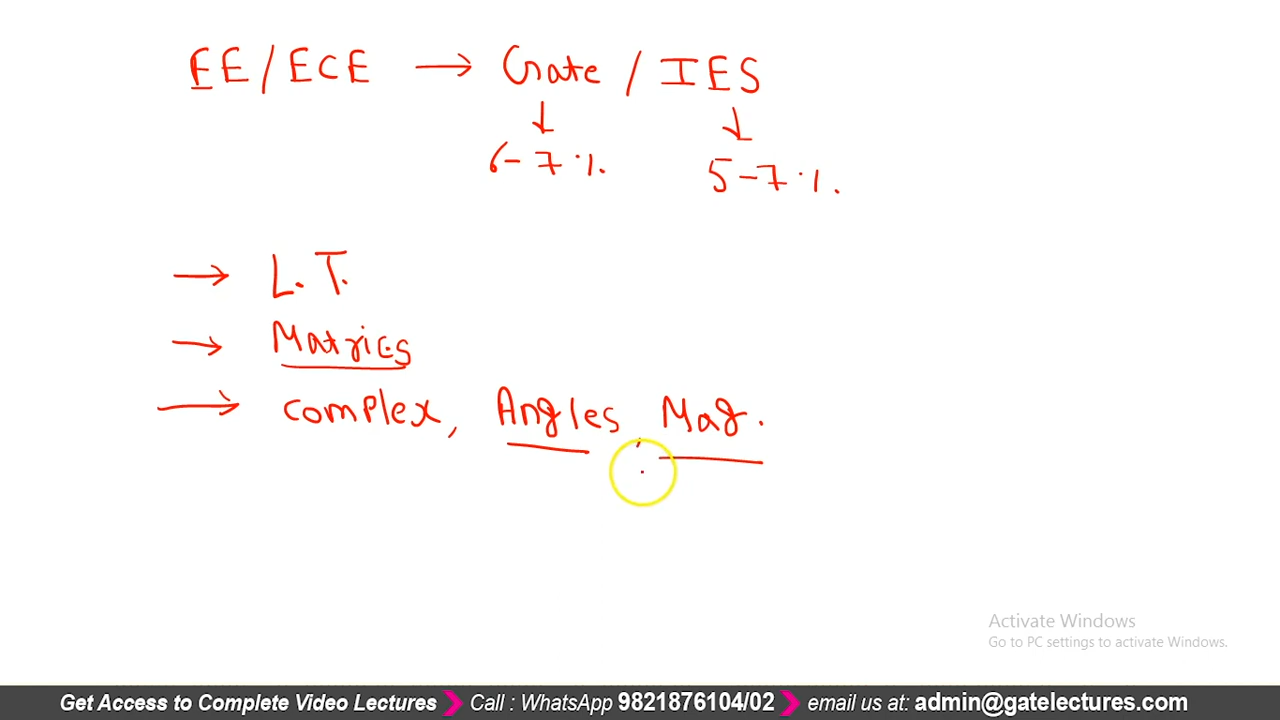 EE/ECE → Gate / IES
↓ ↓
6-7%. 5-7%.
→ L.T.
→ Matrices
→ complex, Angles, Mag.
Activate Windows
Go to PC settings to activate Windows.
Get Access to Complete Video Lectures Call : WhatsApp 9821876104/02 email us at: admin@gatelectures.com